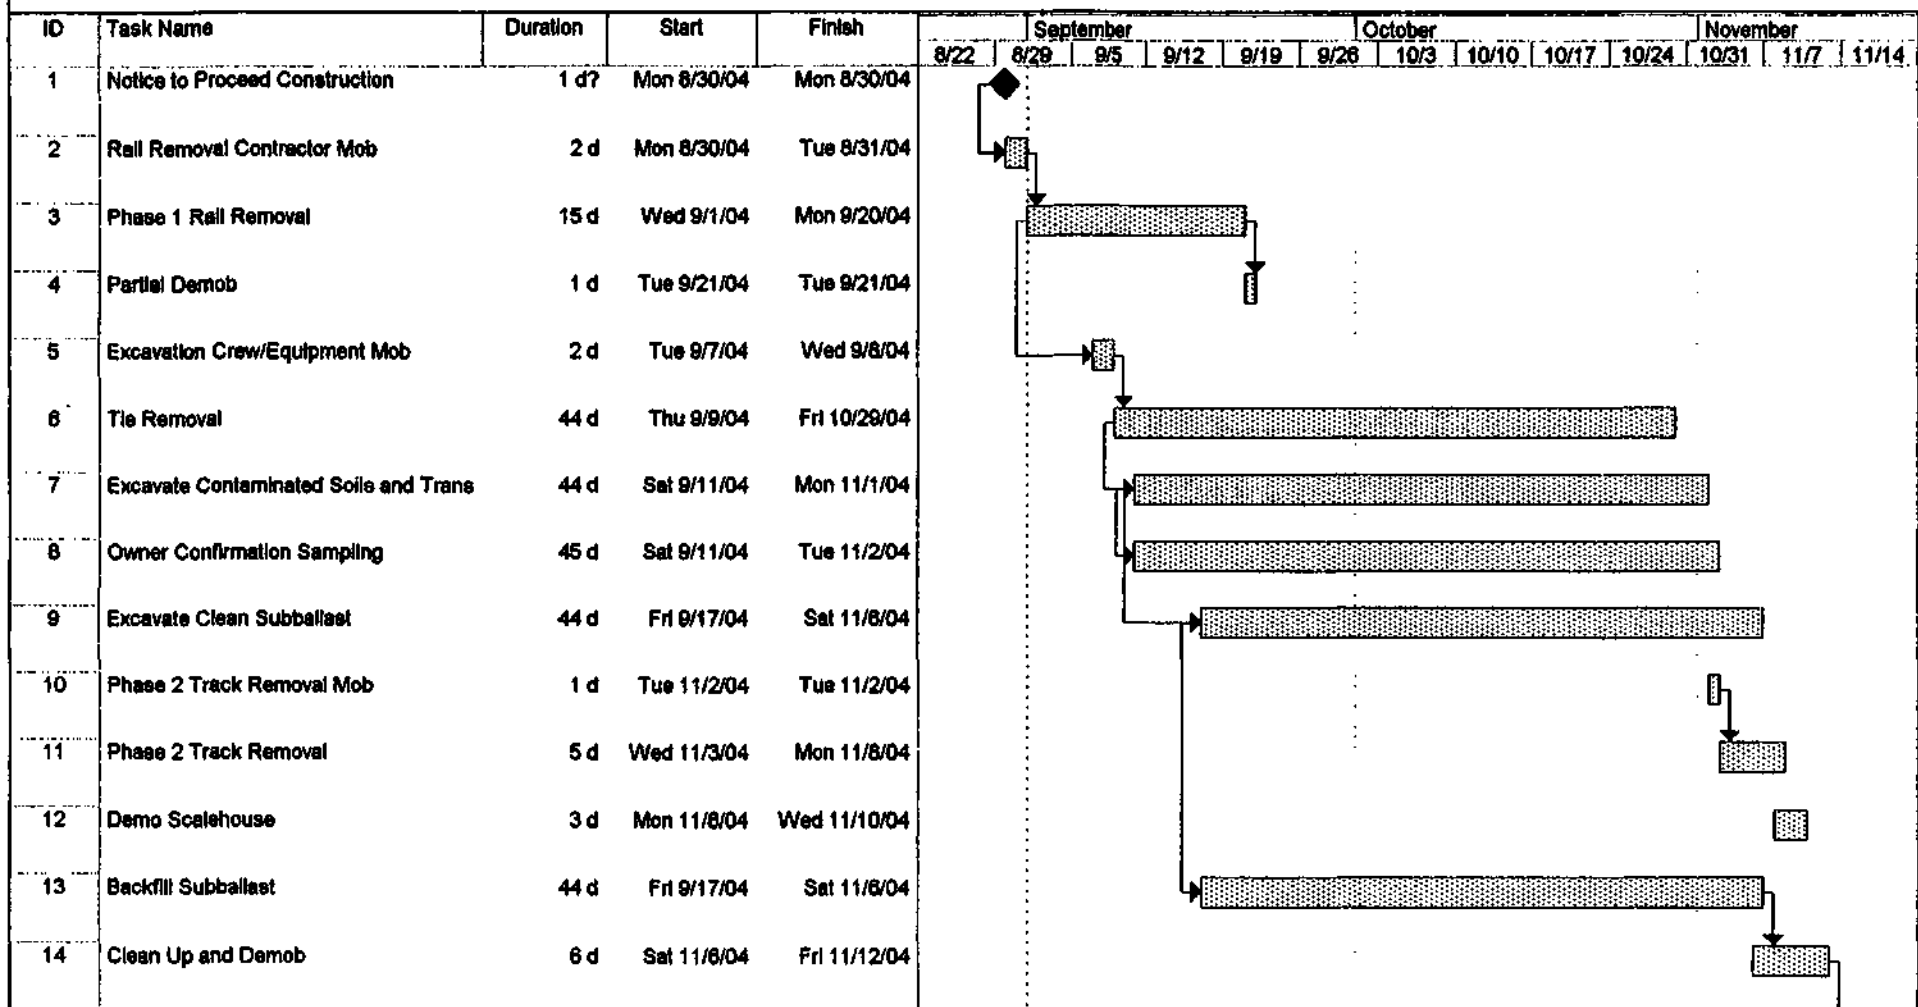 ID Task Name Duration Start Finish September October November
8/22 8/29 9/5 9/12 9/19 9/26 10/3 10/10 10/17 10/24 10/31 11/7 11/14
1 Notice to Proceed Construction 1 d? Mon 8/30/04 Mon 8/30/04
2 Rail Removal Contractor Mob 2 d Mon 8/30/04 Tue 8/31/04
3 Phase 1 Rail Removal 15 d Wed 9/1/04 Mon 9/20/04
4 Partial Demob 1 d Tue 9/21/04 Tue 9/21/04
5 Excavation Crew/Equipment Mob 2 d Tue 9/7/04 Wed 9/8/04
6 Tie Removal 44 d Thu 9/9/04 Fri 10/29/04
7 Excavate Contaminated Soils and Trans 44 d Sat 9/11/04 Mon 11/1/04
8 Owner Confirmation Sampling 45 d Sat 9/11/04 Tue 11/2/04
9 Excavate Clean Subballast 44 d Fri 9/17/04 Sat 11/6/04
10 Phase 2 Track Removal Mob 1 d Tue 11/2/04 Tue 11/2/04
11 Phase 2 Track Removal 5 d Wed 11/3/04 Mon 11/8/04
12 Demo Scalehouse 3 d Mon 11/8/04 Wed 11/10/04
13 Backfill Subballast 44 d Fri 9/17/04 Sat 11/6/04
14 Clean Up and Demob 6 d Sat 11/6/04 Fri 11/12/04